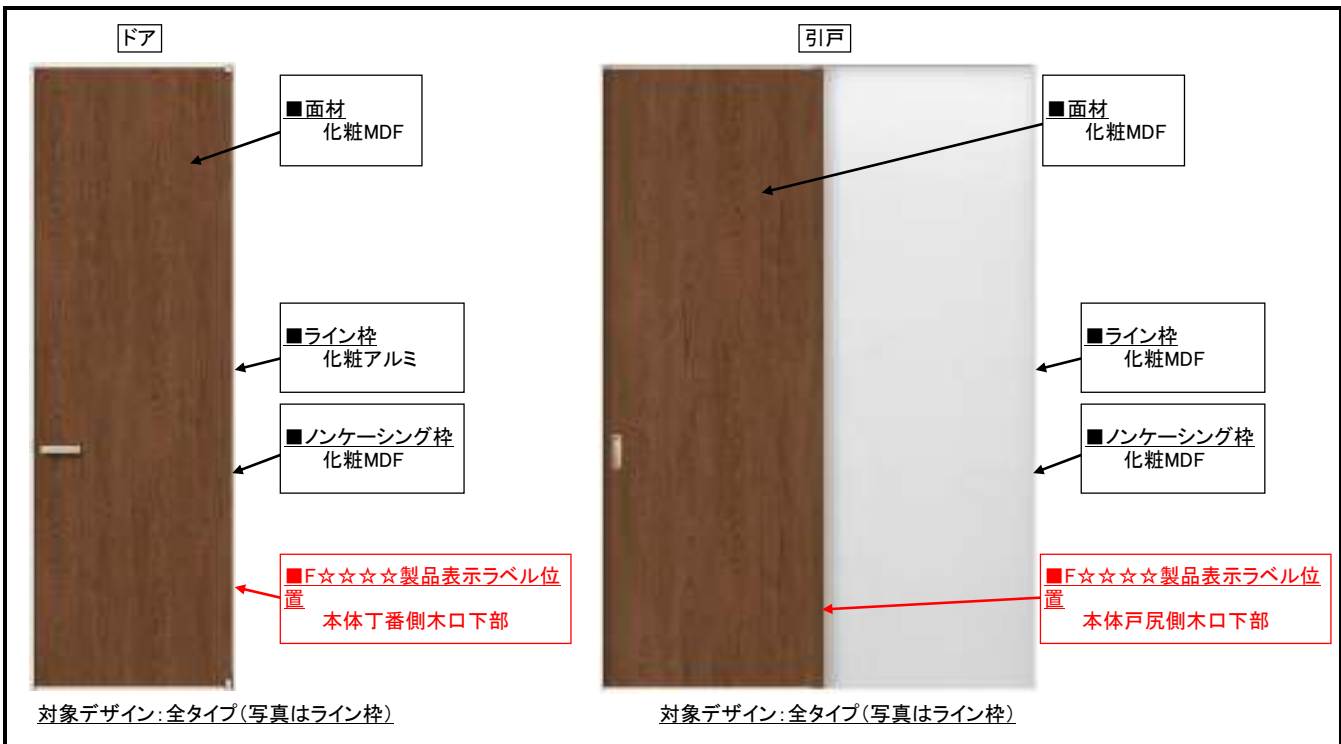 ドア
■面材
化粧MDF
■ライン枠
化粧アルミ
■ノンケーシング枠
化粧MDF
■F☆☆☆☆製品表示ラベル位
置
本体丁番側木口下部
対象デザイン:全タイプ(写真はライン枠)
引戸
■面材
化粧MDF
■ライン枠
化粧MDF
■ノンケーシング枠
化粧MDF
■F☆☆☆☆製品表示ラベル位
置
本体戸尻側木口下部
対象デザイン:全タイプ(写真はライン枠)